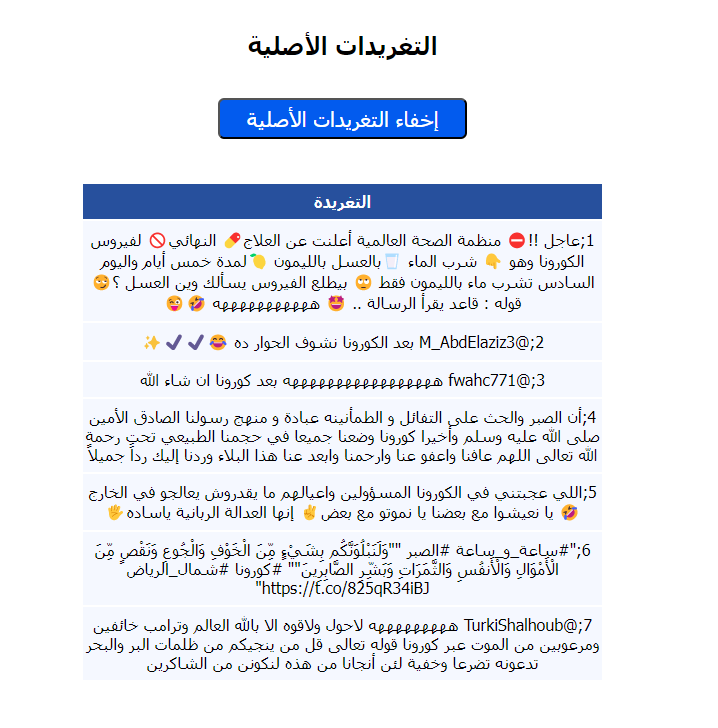 التغريدات الأصلية
إخفاء التغريدات الأصلية
التغريدة
1;عاجل !!⛔ منظمة الصحة العالمية أعلنت عن العلاج💊 النهائي🚫 لفيروس
الكورونا وهو 👇 شرب الماء 🥛بالعسل بالليمون 🍋لمدة خمس أيام واليوم
السادس تشرب ماء بالليمون فقط 🙄 بيطلع الفيروس يسألك وين العسل ؟😏
قوله : قاعد يقرأ الرسالة .. 🤩 هههههههههههه 🤣 😜
2;@M_AbdElaziz3 بعد الكورونا نشوف الحوار ده 😂 ✔ ✔ ✨
3;@fwahc771 ههههههههههههههههههه بعد كورونا ان شاء الله
4;أن الصبر والحث على التفائل و الطمأنينه عبادة و منهج رسولنا الصادق الأمين
صلى الله عليه وسلم وأخيرا كورونا وضعنا جميعا في حجمنا الطبيعي تحت رحمة
الله تعالى اللهم عافنا واعفو عنا وارحمنا وابعد عنا هذا البلاء وردنا إليك رداً جميلاً
5;اللي عجبتني في الكورونا المسؤولين واعيالهم ما يقدروش يعالجو في الخارج
🤣 يا نعيشوا مع بعضنا يا نموتو مع بعض✌ إنها العدالة الربانية ياساده🖐
6;"#ساعة_و_ساعة #الصبر ""وَلَنَبْلُوَنَّكُم بِشَيْءٍ مِّنَ الْخَوْفِ وَالْجُوعِ وَنَقْصٍ مِّنَ
الْأَمْوَالِ وَالْأَنفُسِ وَالثَّمَرَاتِ وَبَشِّرِ الصَّابِرِينَ"" #كورونا #شمال_الرياض
https://t.co/825qR34iBJ"
7;@TurkiShalhoub هههههههههه لاحول ولاقوه الا بالله العالم وترامب خائفين
ومرعوبين من الموت عبر كورونا قوله تعالى قل من ينجيكم من ظلمات البر والبحر
تدعونه تضرعا وخفية لئن أنجانا من هذه لنكونن من الشاكرين